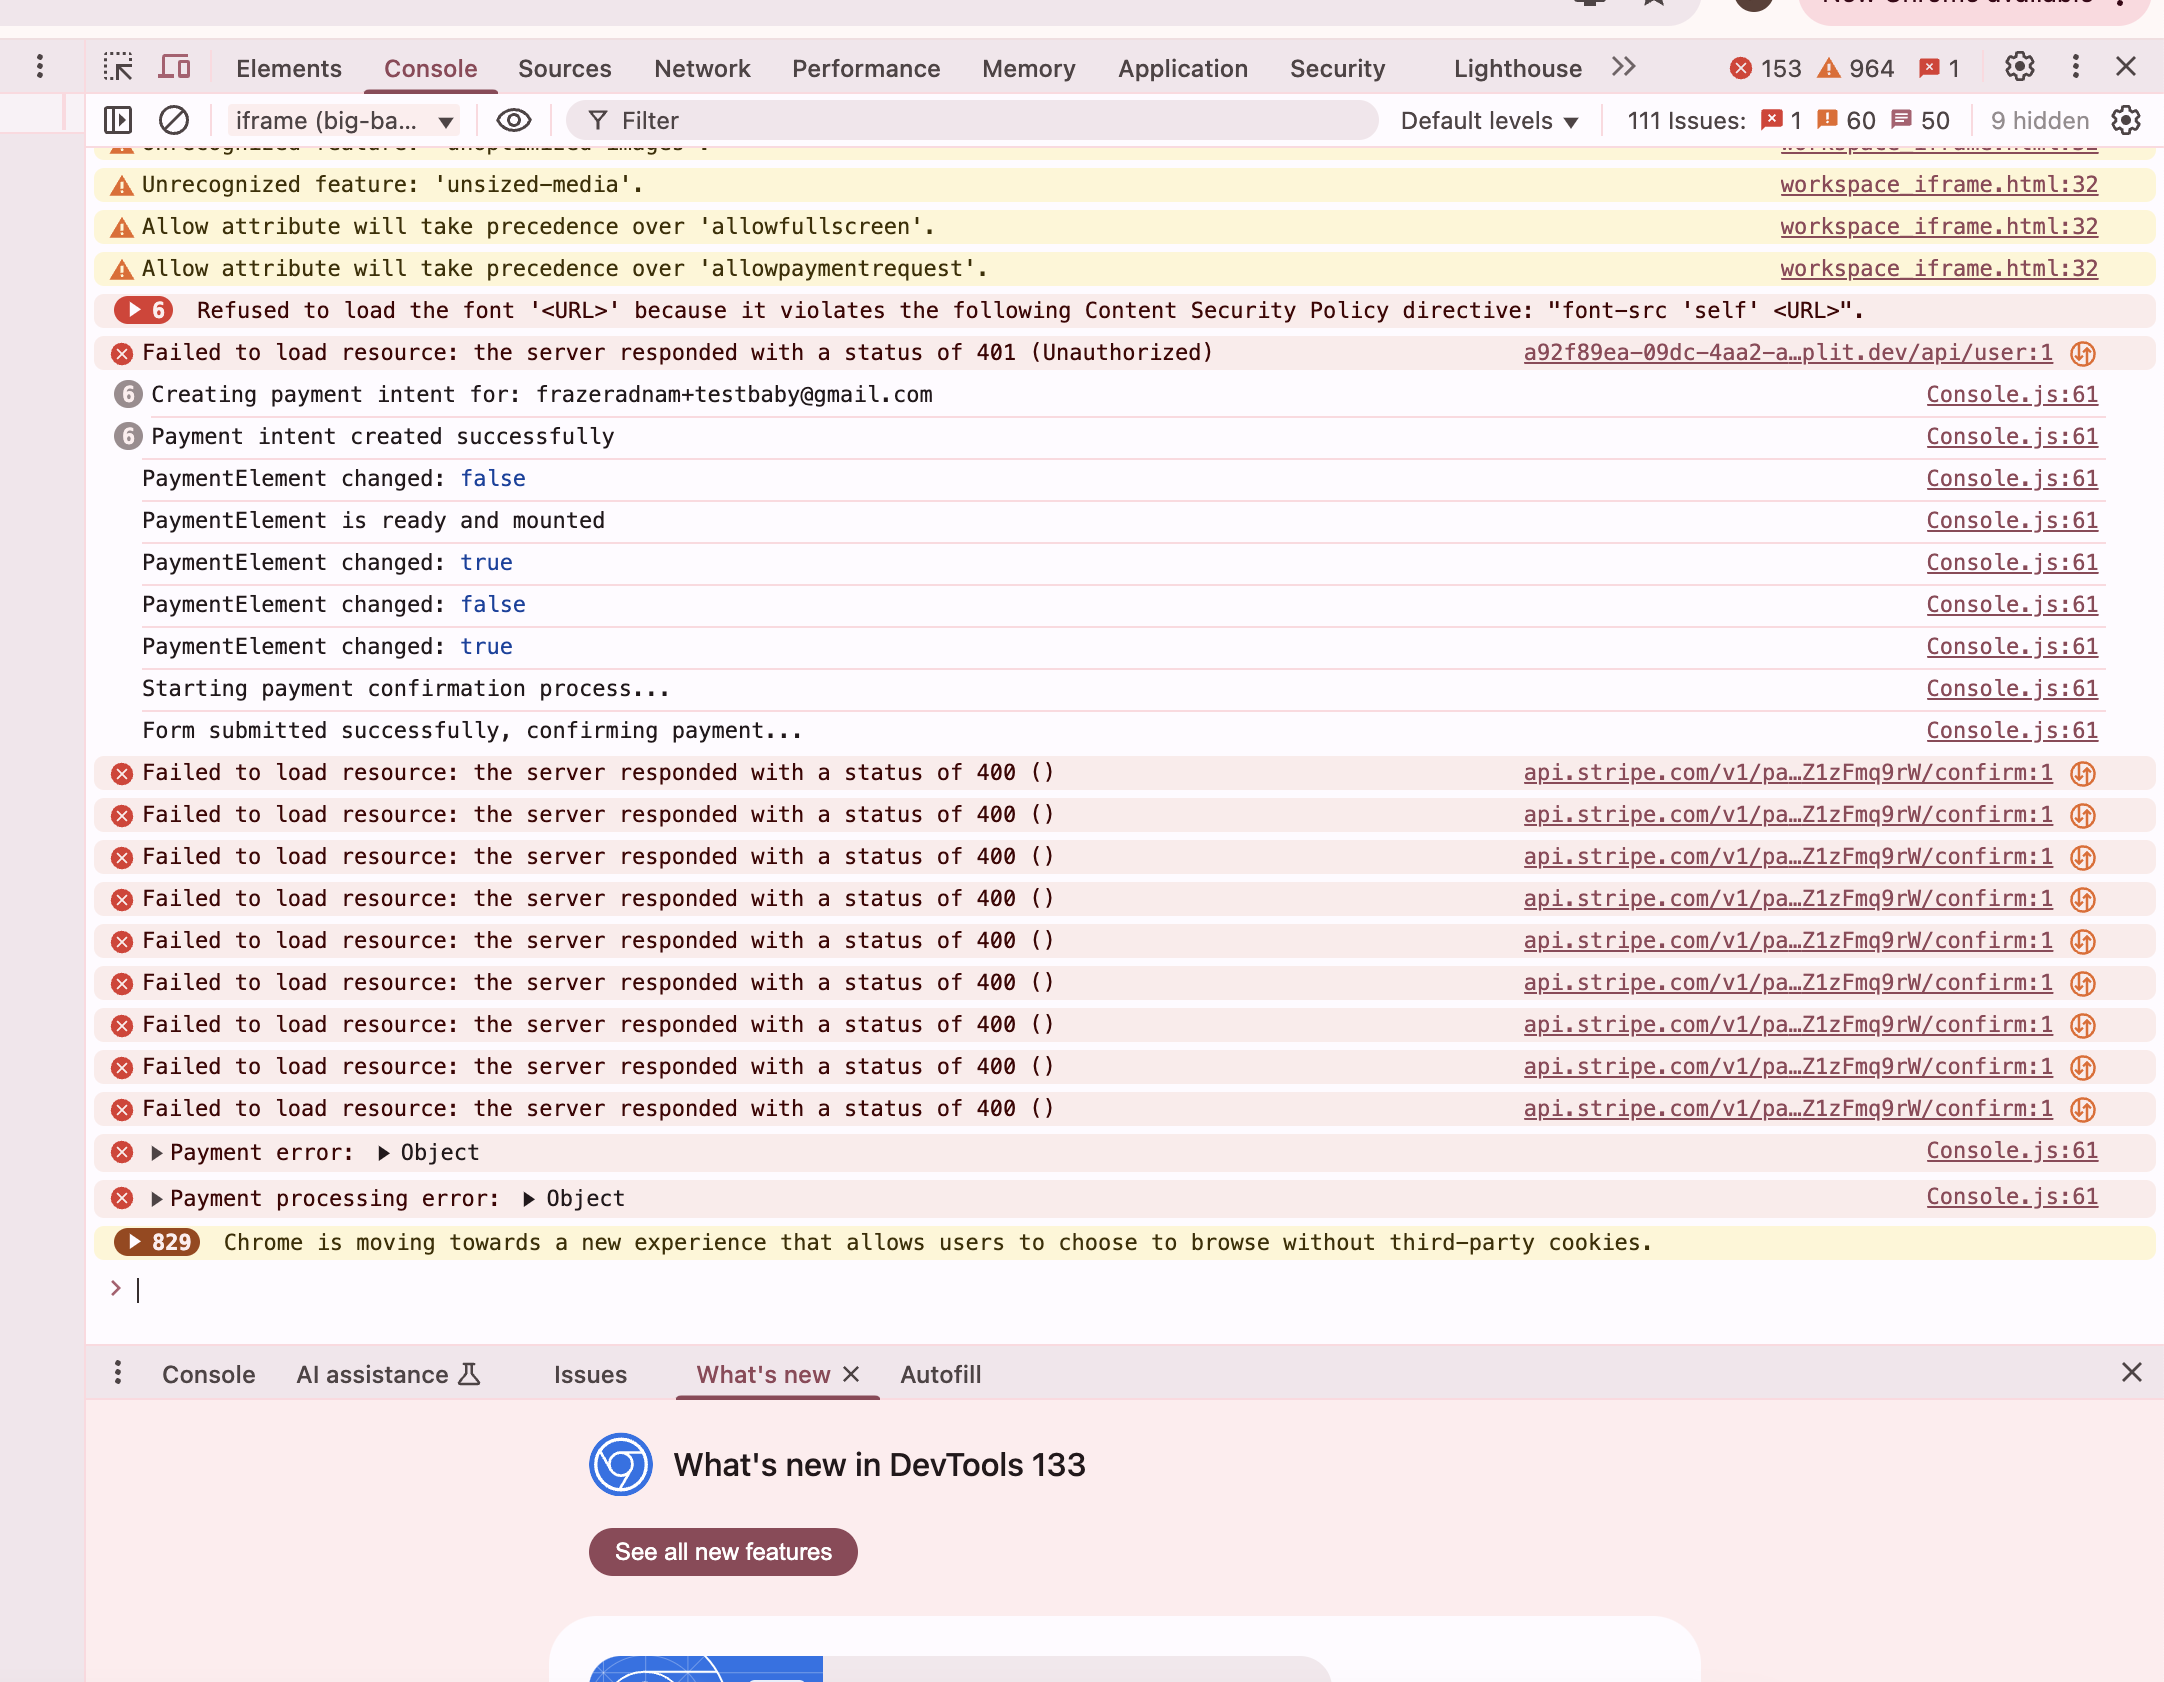 New Chrome available
Elements Console Sources Network Performance Memory Application Security Lighthouse 153 964 1
iframe (big-ba... Filter Default levels 111 Issues: 1 60 50 9 hidden
Unrecognized feature: 'unoptimized-images'. workspace_iframe.html:32
Unrecognized feature: 'unsized-media'. workspace_iframe.html:32
Allow attribute will take precedence over 'allowfullscreen'. workspace_iframe.html:32
Allow attribute will take precedence over 'allowpaymentrequest'. workspace_iframe.html:32
6 Refused to load the font '<URL>' because it violates the following Content Security Policy directive: "font-src 'self' <URL>".
Failed to load resource: the server responded with a status of 401 (Unauthorized) a92f89ea-09dc-4aa2-a…plit.dev/api/user:1
6 Creating payment intent for: frazeradnam+testbaby@gmail.com Console.js:61
6 Payment intent created successfully Console.js:61
PaymentElement changed: false Console.js:61
PaymentElement is ready and mounted Console.js:61
PaymentElement changed: true Console.js:61
PaymentElement changed: false Console.js:61
PaymentElement changed: true Console.js:61
Starting payment confirmation process... Console.js:61
Form submitted successfully, confirming payment... Console.js:61
Failed to load resource: the server responded with a status of 400 () api.stripe.com/v1/pa…Z1zFmq9rW/confirm:1
Failed to load resource: the server responded with a status of 400 () api.stripe.com/v1/pa…Z1zFmq9rW/confirm:1
Failed to load resource: the server responded with a status of 400 () api.stripe.com/v1/pa…Z1zFmq9rW/confirm:1
Failed to load resource: the server responded with a status of 400 () api.stripe.com/v1/pa…Z1zFmq9rW/confirm:1
Failed to load resource: the server responded with a status of 400 () api.stripe.com/v1/pa…Z1zFmq9rW/confirm:1
Failed to load resource: the server responded with a status of 400 () api.stripe.com/v1/pa…Z1zFmq9rW/confirm:1
Failed to load resource: the server responded with a status of 400 () api.stripe.com/v1/pa…Z1zFmq9rW/confirm:1
Failed to load resource: the server responded with a status of 400 () api.stripe.com/v1/pa…Z1zFmq9rW/confirm:1
Failed to load resource: the server responded with a status of 400 () api.stripe.com/v1/pa…Z1zFmq9rW/confirm:1
Payment error: Object Console.js:61
Payment processing error: Object Console.js:61
829 Chrome is moving towards a new experience that allows users to choose to browse without third-party cookies.
Console AI assistance Issues What's new Autofill
What's new in DevTools 133
See all new features